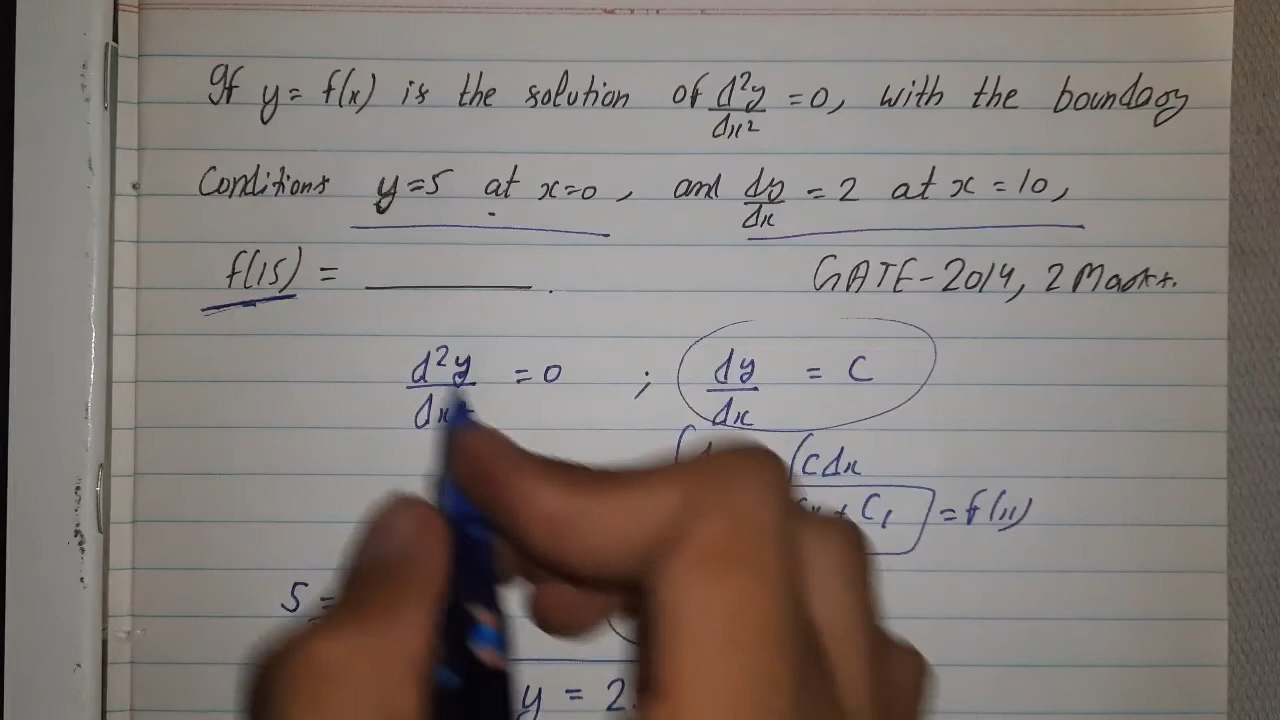 If y = f(x) is the solution of d²y/dx² = 0, with the boundary
Conditions y=5 at x=0, and dy/dx = 2 at x = 10,
f(15) = ______.
GATE-2014, 2 Marks.
d²y/dx² = 0 ; dy/dx = C
∫ ∫cdx
+ C₁ = f(x)
5 =
y = 2